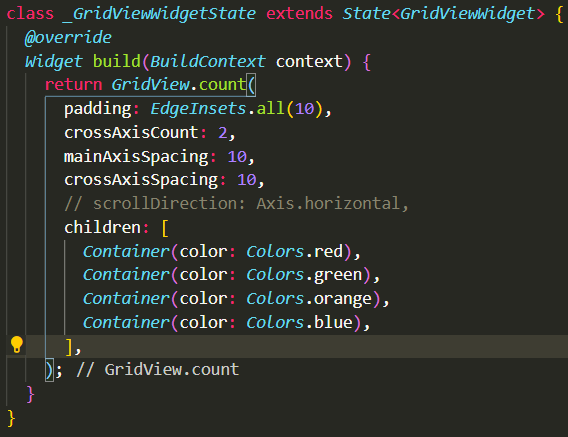 class _GridViewWidgetState extends State<GridViewWidget> {
  @override
  Widget build(BuildContext context) {
    return GridView.count(
      padding: EdgeInsets.all(10),
      crossAxisCount: 2,
      mainAxisSpacing: 10,
      crossAxisSpacing: 10,
      // scrollDirection: Axis.horizontal,
      children: [
        Container(color: Colors.red),
        Container(color: Colors.green),
        Container(color: Colors.orange),
        Container(color: Colors.blue),
      ],
    ); // GridView.count
  }
}